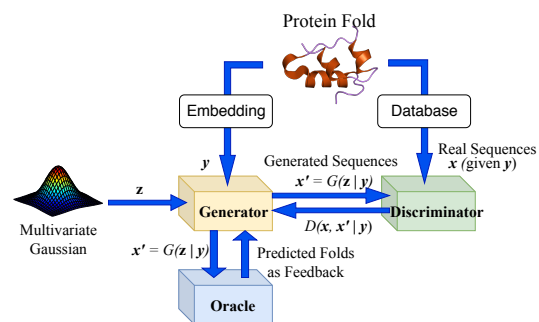 Protein Fold
Embedding
Database
y
Generated Sequences
x' = G(z | y)
Real Sequences
x (given y)
z
Generator
Discriminator
D(x, x' | y)
Multivariate
Gaussian
x' = G(z | y)
Predicted Folds
as Feedback
Oracle